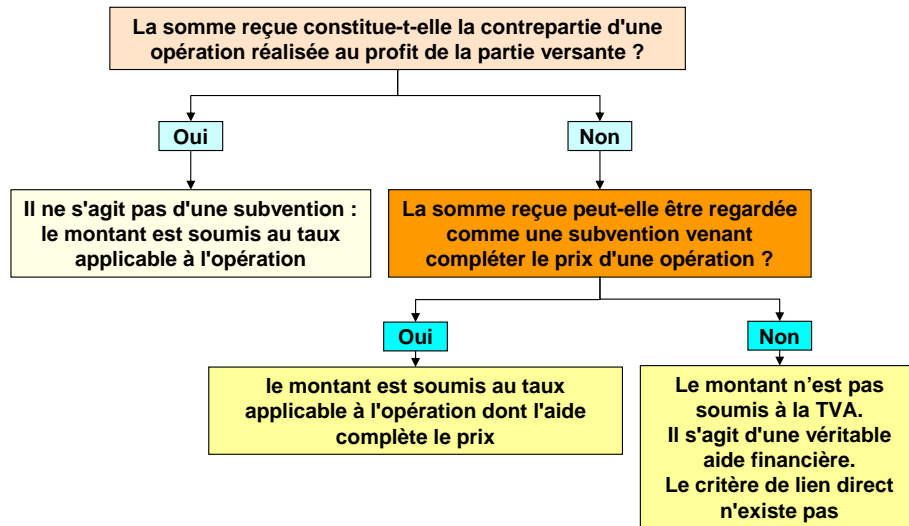 La somme reçue constitue-t-elle la contrepartie d'une
opération réalisée au profit de la partie versante ?
Oui
Non
Il ne s'agit pas d'une subvention :
le montant est soumis au taux
applicable à l'opération
La somme reçue peut-elle être regardée
comme une subvention venant
compléter le prix d'une opération ?
Oui
Non
le montant est soumis au taux
applicable à l'opération dont l'aide
complète le prix
Le montant n’est pas
soumis à la TVA.
Il s'agit d'une véritable
aide financière.
Le critère de lien direct
n'existe pas